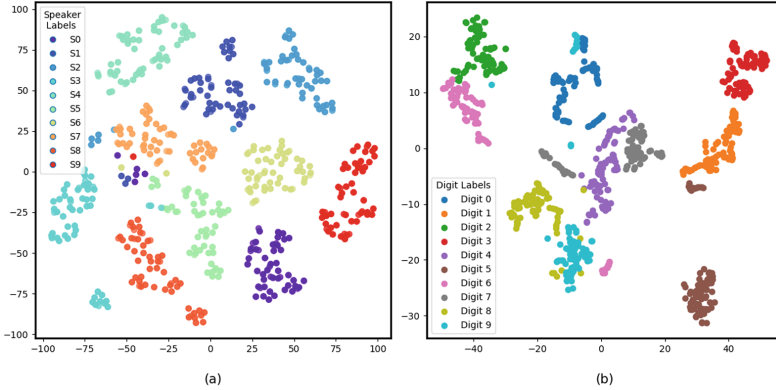 Speaker
Labels
S0
S1
S2
S3
S4
S5
S6
S7
S8
S9
100
75
50
25
0
−25
−50
−75
−100
−100
−75
−50
−25
0
25
50
75
100
(a)
20
10
0
−10
−20
−30
Digit Labels
Digit 0
Digit 1
Digit 2
Digit 3
Digit 4
Digit 5
Digit 6
Digit 7
Digit 8
Digit 9
−40
−20
0
20
40
(b)